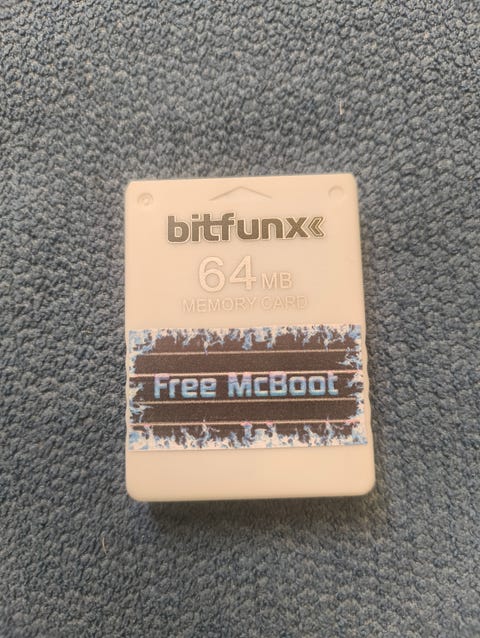 bitfunx
64 MB
MEMORY CARD
Free McBoot